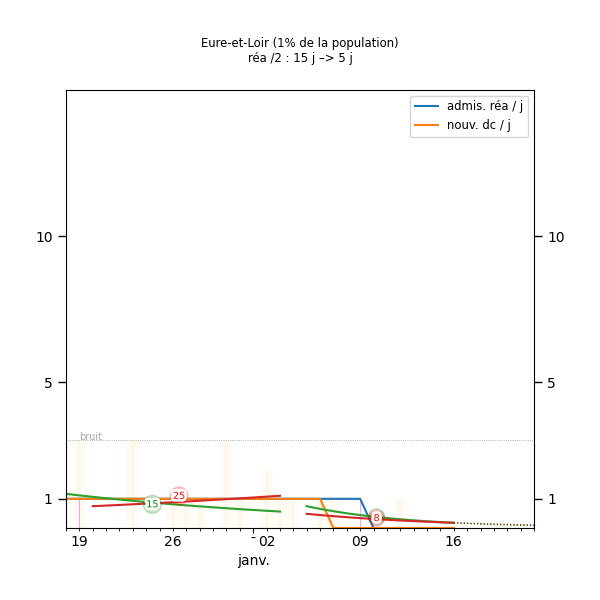 Eure-et-Loir (1% de la population)
réa /2 : 15 j –> 5 j
admis. réa / j
nouv. dc / j
10
10
5
5
bruit
1
1
25
15
8
19
26
02
09
16
janv.